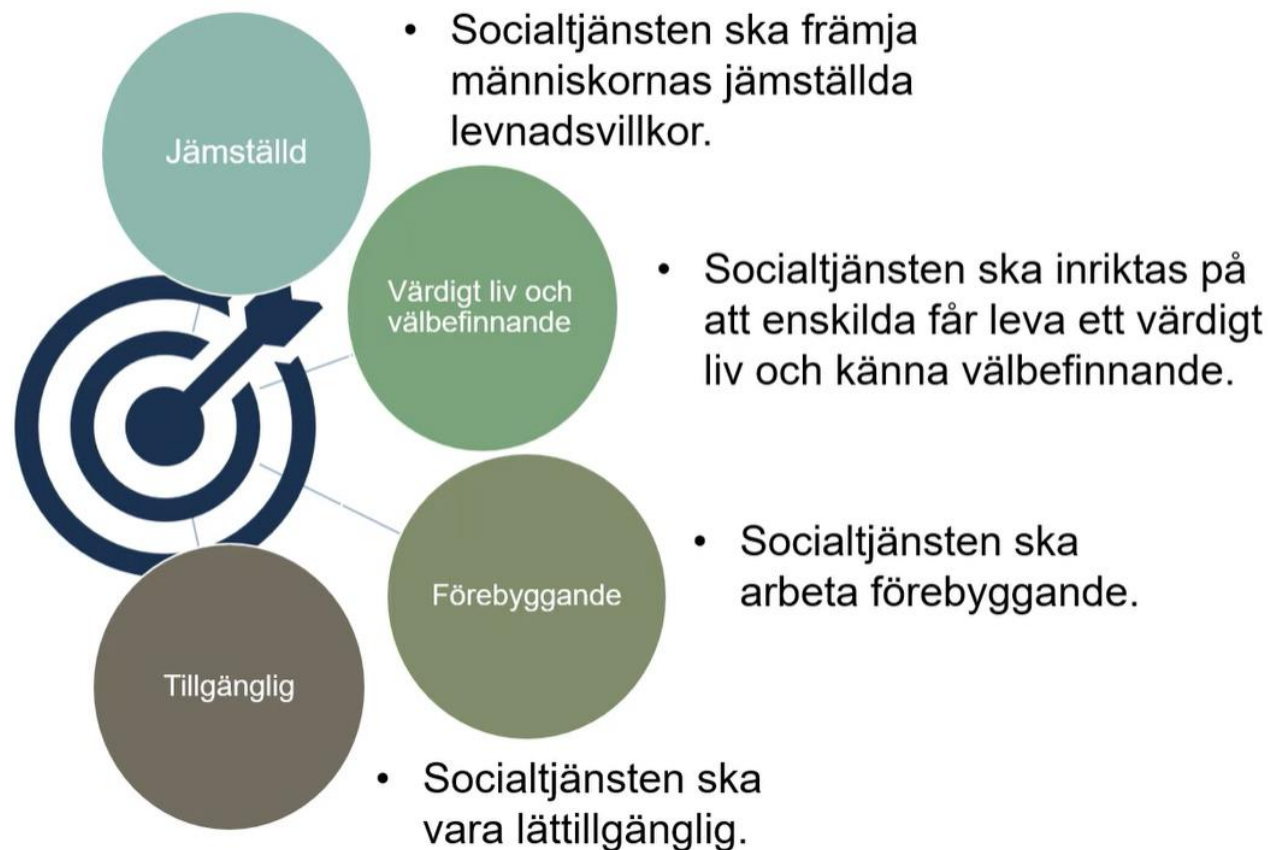 • Socialtjänsten ska främja
människornas jämställda
levnadsvillkor.
Jämställd
Värdigt liv och
välbefinnande
• Socialtjänsten ska inriktas på
att enskilda får leva ett värdigt
liv och känna välbefinnande.
Förebyggande
• Socialtjänsten ska
arbeta förebyggande.
Tillgänglig
• Socialtjänsten ska
vara lättillgänglig.